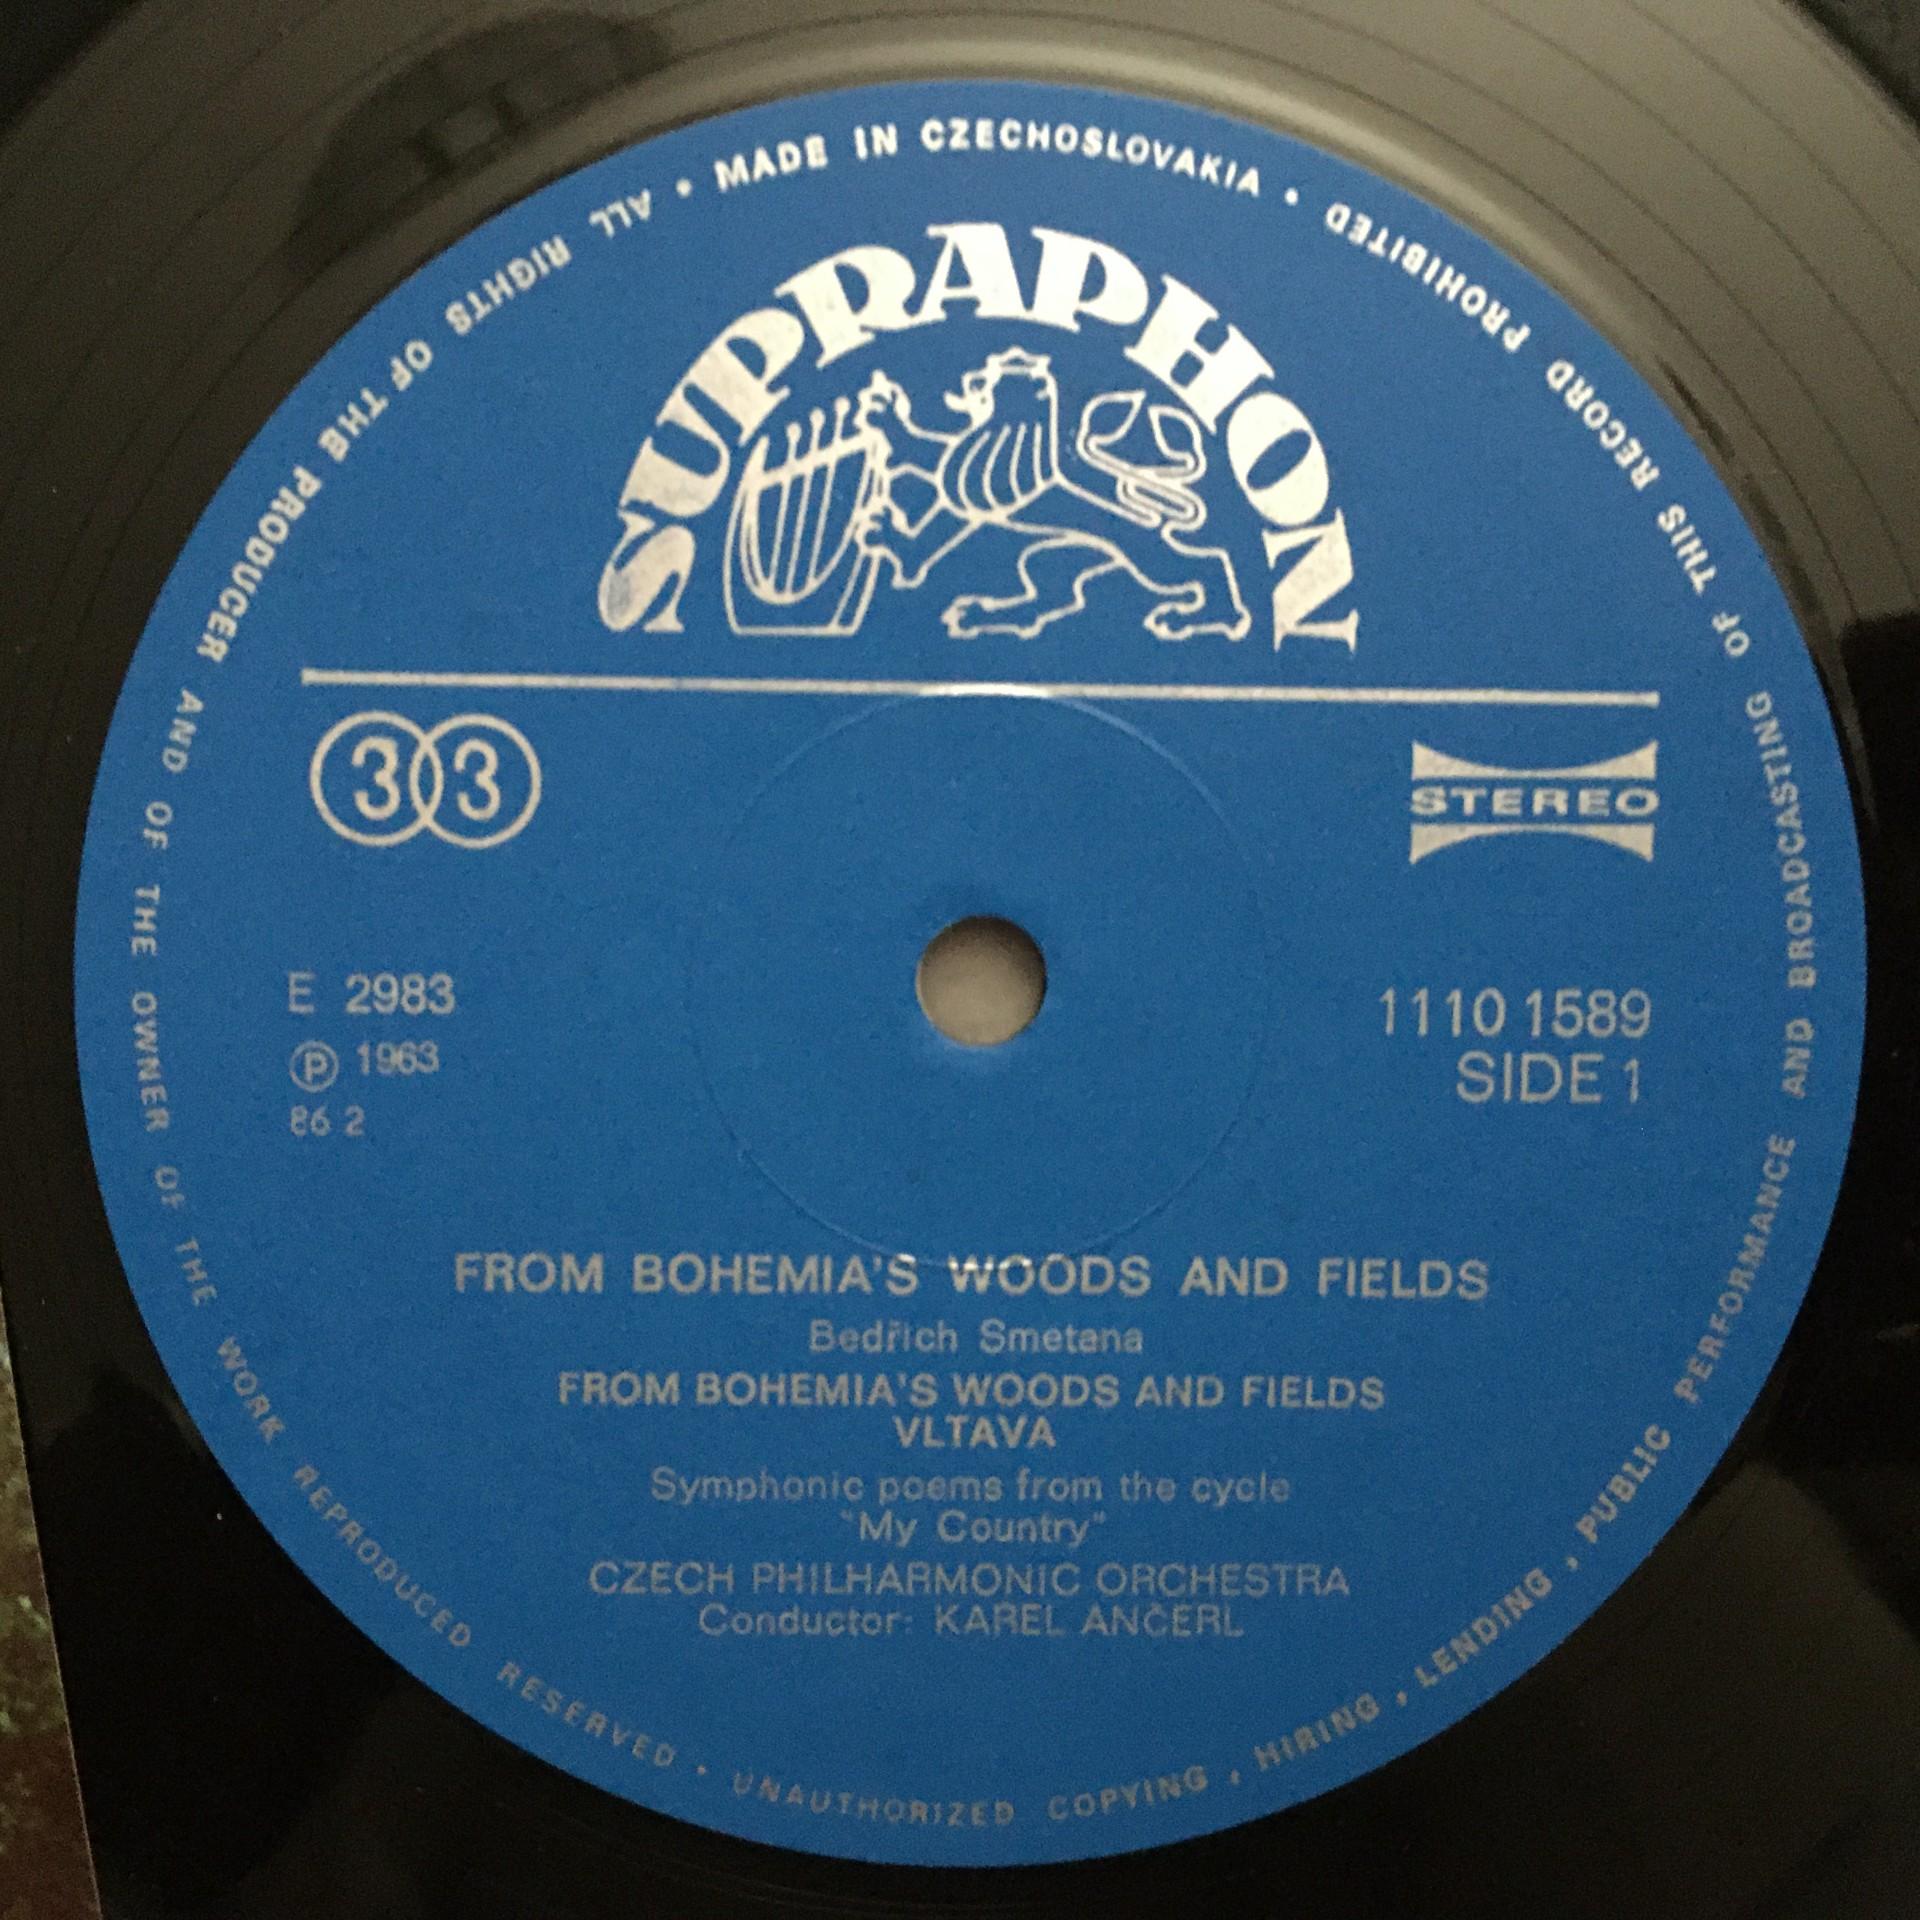 MADE IN CZECHOSLOVAKIA •
ALL RIGHTS OF THE PRODUCER AND OF THE OWNER OF THE WORK REPRODUCED RESERVED • UNAUTHORIZED COPYING , HIRING , LENDING , PUBLIC PERFORMANCE AND BROADCASTING OF THIS RECORD PROHIBITED •
SUPRAPHON
33
STEREO
E 2983
℗ 1963
86 2
1110 1589
SIDE 1
FROM BOHEMIA'S WOODS AND FIELDS
Bedřich Smetana
FROM BOHEMIA'S WOODS AND FIELDS
VLTAVA
Symphonic poems from the cycle
"My Country"
CZECH PHILHARMONIC ORCHESTRA
Conductor: KAREL ANČERL